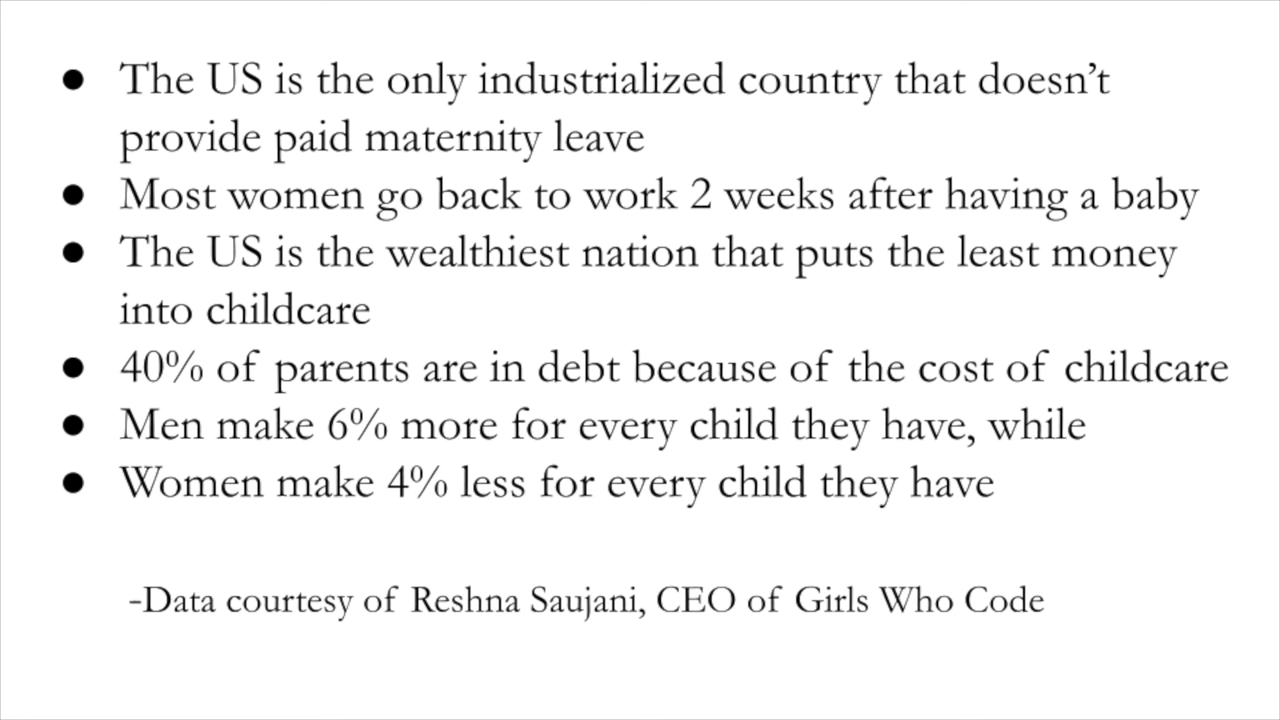 ● The US is the only industrialized country that doesn’t
provide paid maternity leave
● Most women go back to work 2 weeks after having a baby
● The US is the wealthiest nation that puts the least money
into childcare
● 40% of parents are in debt because of the cost of childcare
● Men make 6% more for every child they have, while
● Women make 4% less for every child they have
-Data courtesy of Reshna Saujani, CEO of Girls Who Code